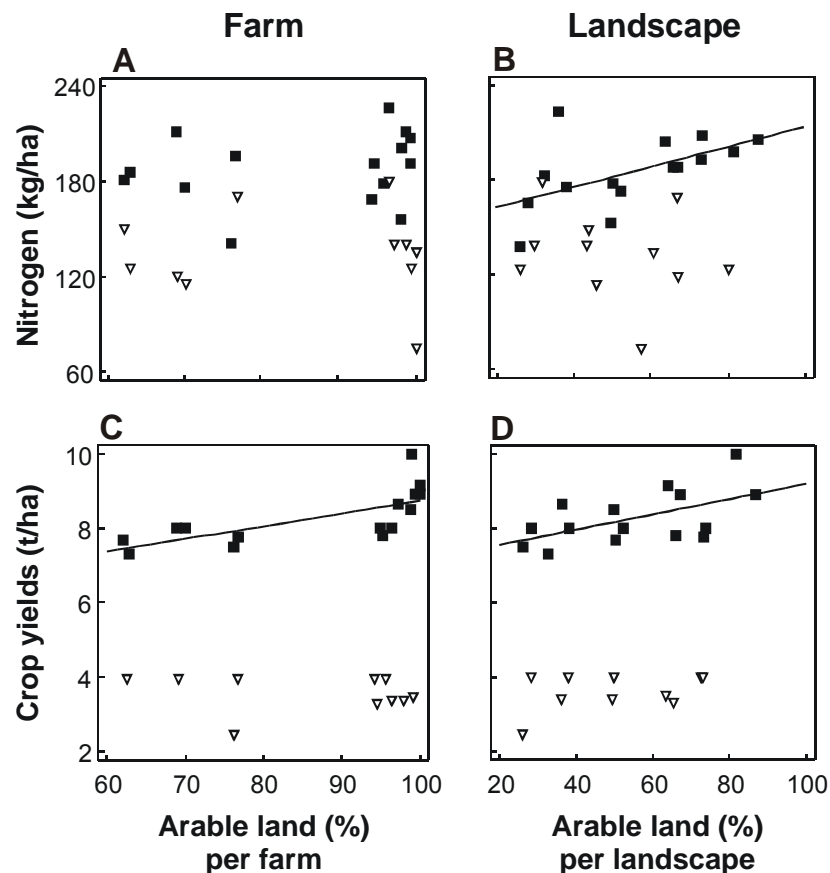 Farm
Landscape
A
B
Nitrogen (kg/ha)
240
180
120
60
C
D
Crop yields (t/ha)
10
8
6
4
2
60 70 80 90 100
20 40 60 80 100
Arable land (%)
per farm
Arable land (%)
per landscape